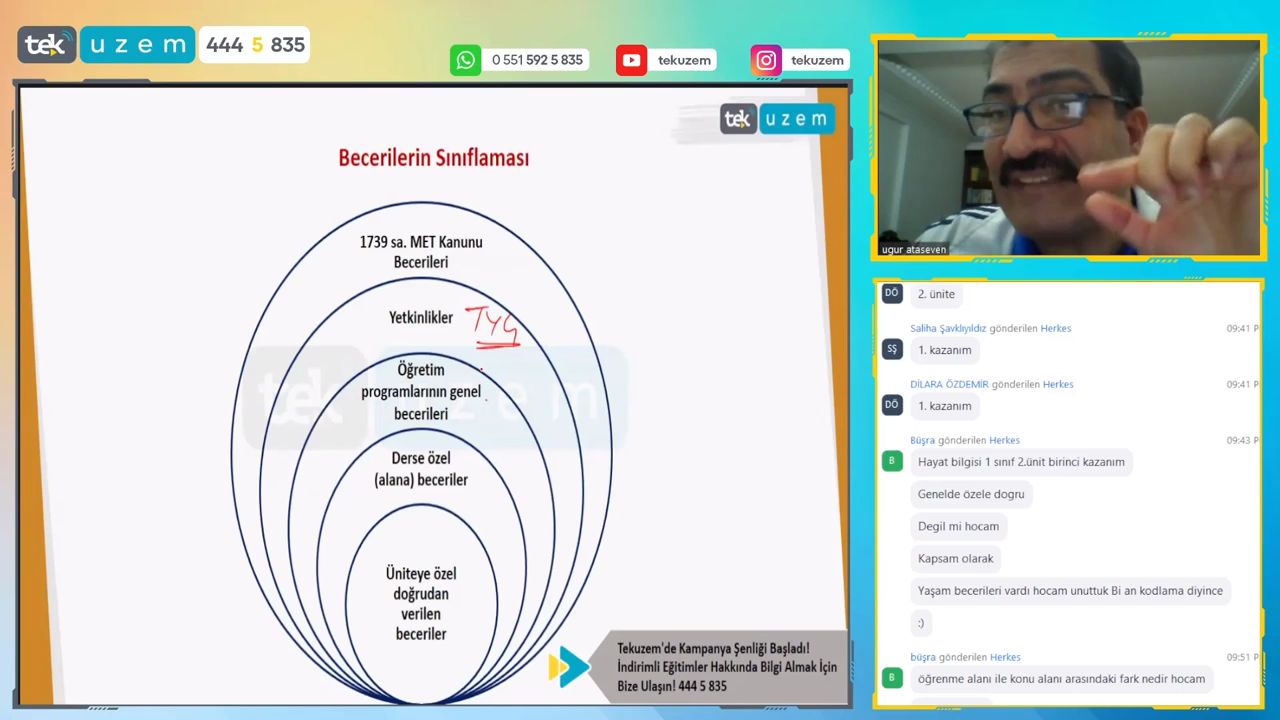 tek uzem 444 5 835
0 551 592 5 835
tekuzem
tekuzem
tek uzem
Becerilerin Sınıflaması
1739 sa. MET Kanunu
Becerileri
Yetkinlikler TYÇ
Öğretim
programlarının genel
becerileri
Derse özel
(alana) beceriler
Üniteye özel
doğrudan
verilen
beceriler
tek uzem
Tekuzem'de Kampanya Şenliği Başladı!
İndirimli Eğitimler Hakkında Bilgi Almak İçin
Bize Ulaşın! 444 5 835
ugur ataseven
DÖ
2. ünite
Saliha Şavklıyıldız gönderilen Herkes 09:41 P
SŞ
1. kazanım
DİLARA ÖZDEMİR gönderilen Herkes 09:41 P
DÖ
1. kazanım
Büşra gönderilen Herkes 09:43 P
B
Hayat bilgisi 1 sınıf 2.ünit birinci kazanım
Genelde özele dogru
Degil mi hocam
Kapsam olarak
Yaşam becerileri vardı hocam unuttuk Bi an kodlama diyince
:)
büşra gönderilen Herkes 09:51 P
B
öğrenme alanı ile konu alanı arasındaki fark nedir hocam